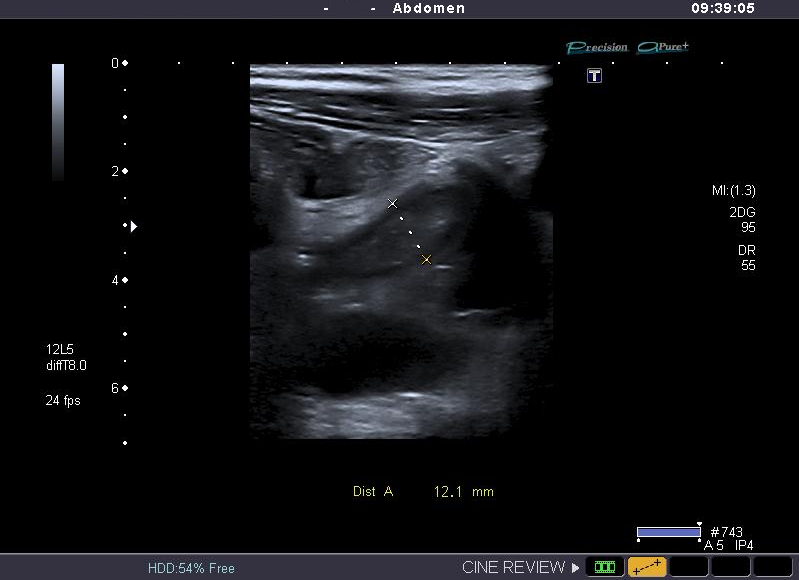 - - Abdomen 09:39:05
Precision APure+
T
0
2
4
6
MI:(1.3)
2DG
95
DR
55
12L5
diffT8.0
24 fps
Dist A 12.1 mm
#743
A 5 IP4
HDD:54% Free
CINE REVIEW